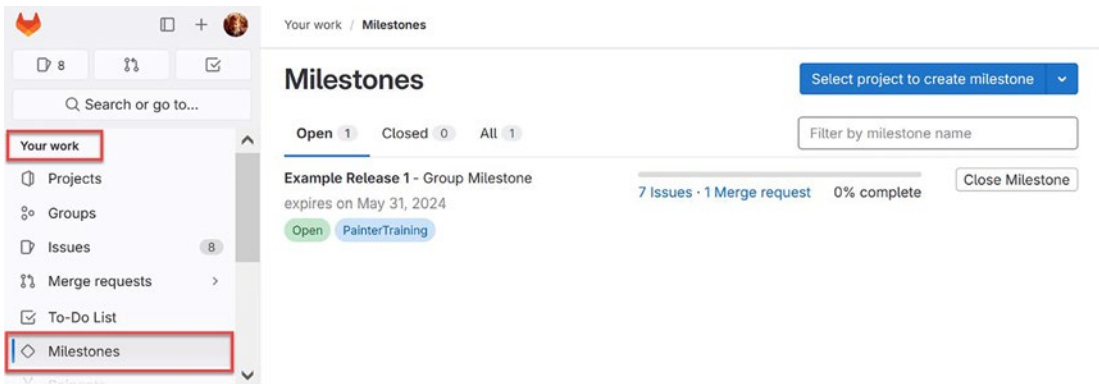 8
Search or go to...
Your work
Projects
Groups
Issues 8
Merge requests
To-Do List
Milestones
Your work / Milestones
Milestones
Select project to create milestone
Open 1 Closed 0 All 1
Filter by milestone name
Example Release 1 - Group Milestone
expires on May 31, 2024
Open PainterTraining
7 Issues · 1 Merge request 0% complete
Close Milestone